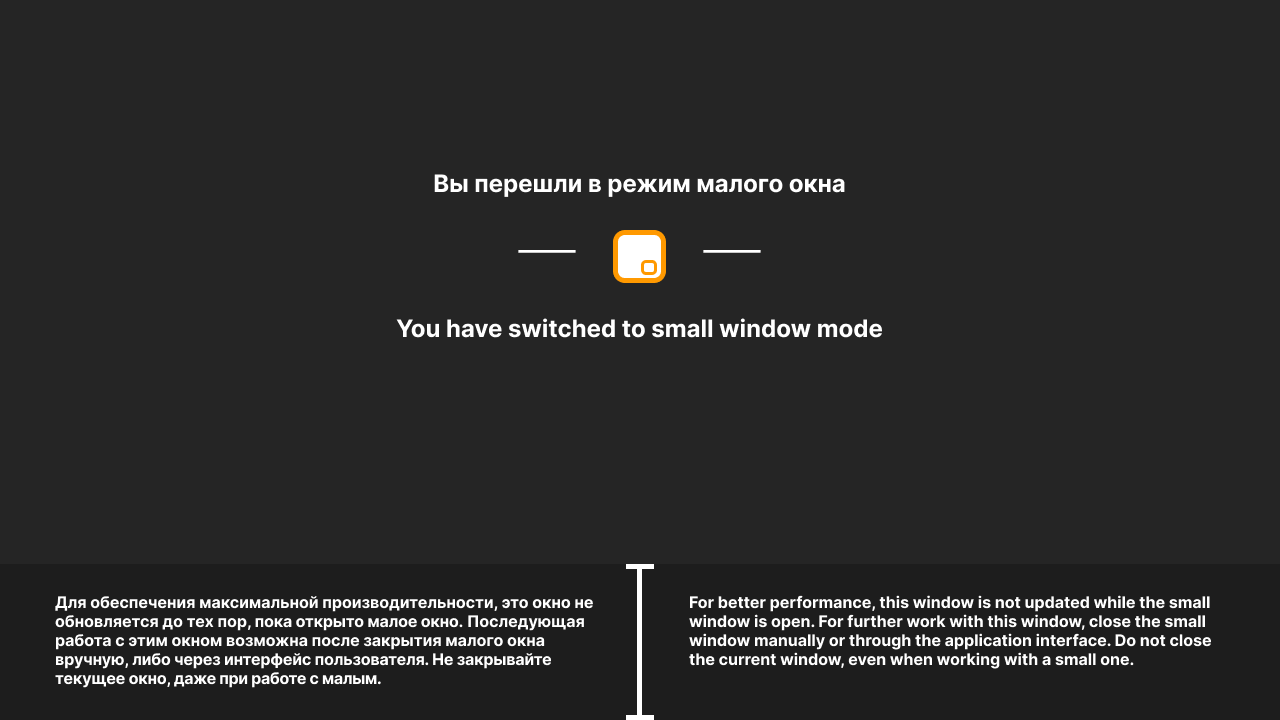 Вы перешли в режим малого окна
You have switched to small window mode
Для обеспечения максимальной производительности, это окно не
обновляется до тех пор, пока открыто малое окно. Последующая
работа с этим окном возможна после закрытия малого окна
вручную, либо через интерфейс пользователя. Не закрывайте
текущее окно, даже при работе с малым.
For better performance, this window is not updated while the small
window is open. For further work with this window, close the small
window manually or through the application interface. Do not close
the current window, even when working with a small one.